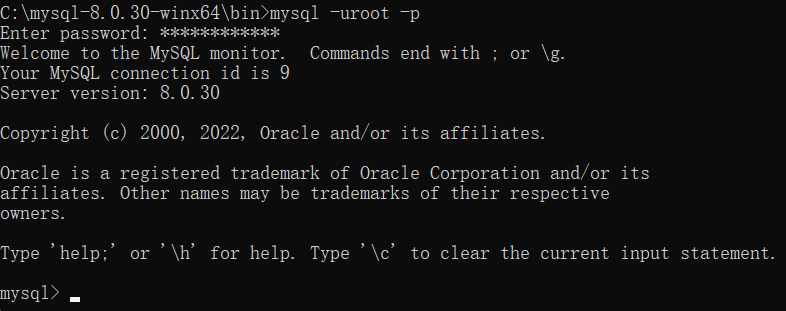 C:\mysql-8.0.30-winx64\bin>mysql -uroot -p
Enter password: ************
Welcome to the MySQL monitor.  Commands end with ; or \g.
Your MySQL connection id is 9
Server version: 8.0.30
Copyright (c) 2000, 2022, Oracle and/or its affiliates.
Oracle is a registered trademark of Oracle Corporation and/or its
affiliates. Other names may be trademarks of their respective
owners.
Type 'help;' or '\h' for help. Type '\c' to clear the current input statement.
mysql>